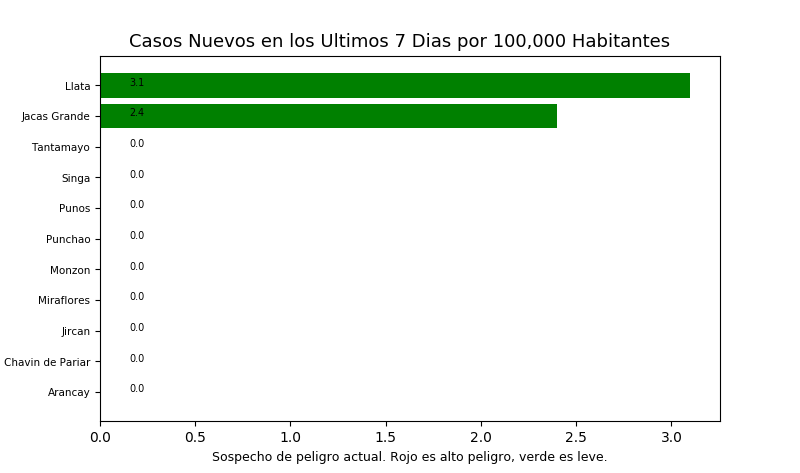 Casos Nuevos en los Ultimos 7 Dias por 100,000 Habitantes
Llata 3.1
Jacas Grande 2.4
Tantamayo 0.0
Singa 0.0
Punos 0.0
Punchao 0.0
Monzon 0.0
Miraflores 0.0
Jircan 0.0
Chavin de Pariar 0.0
Arancay 0.0
0.0 0.5 1.0 1.5 2.0 2.5 3.0
Sospecho de peligro actual. Rojo es alto peligro, verde es leve.